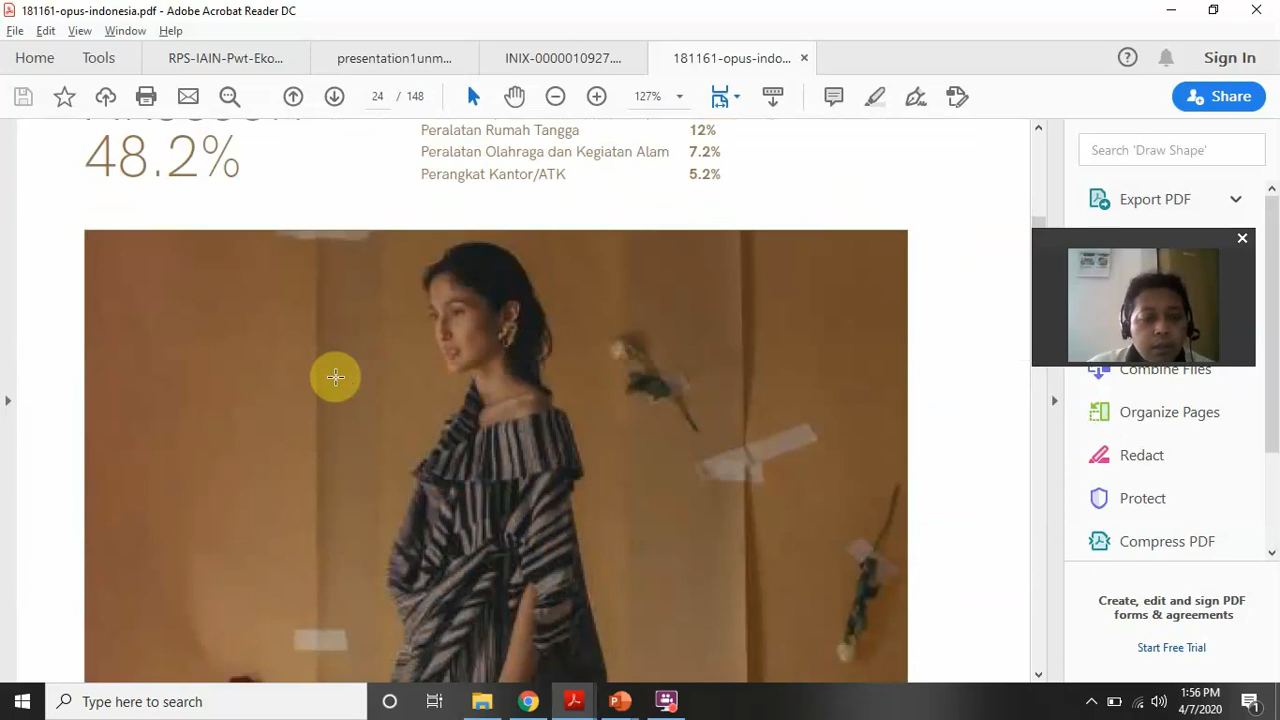 181161-opus-indonesia.pdf - Adobe Acrobat Reader DC
File Edit View Window Help
Home Tools RPS-IAIN-Pwt-Eko... presentation1unm... INIX-0000010927.... 181161-opus-indo... × Sign In
24 / 148 127% Share
48.2%
Peralatan Rumah Tangga 12%
Peralatan Olahraga dan Kegiatan Alam 7.2%
Perangkat Kantor/ATK 5.2%
Search 'Draw Shape'
Export PDF
Combine Files
Organize Pages
Redact
Protect
Compress PDF
Create, edit and sign PDF
forms & agreements
Start Free Trial
Type here to search
1:56 PM
4/7/2020